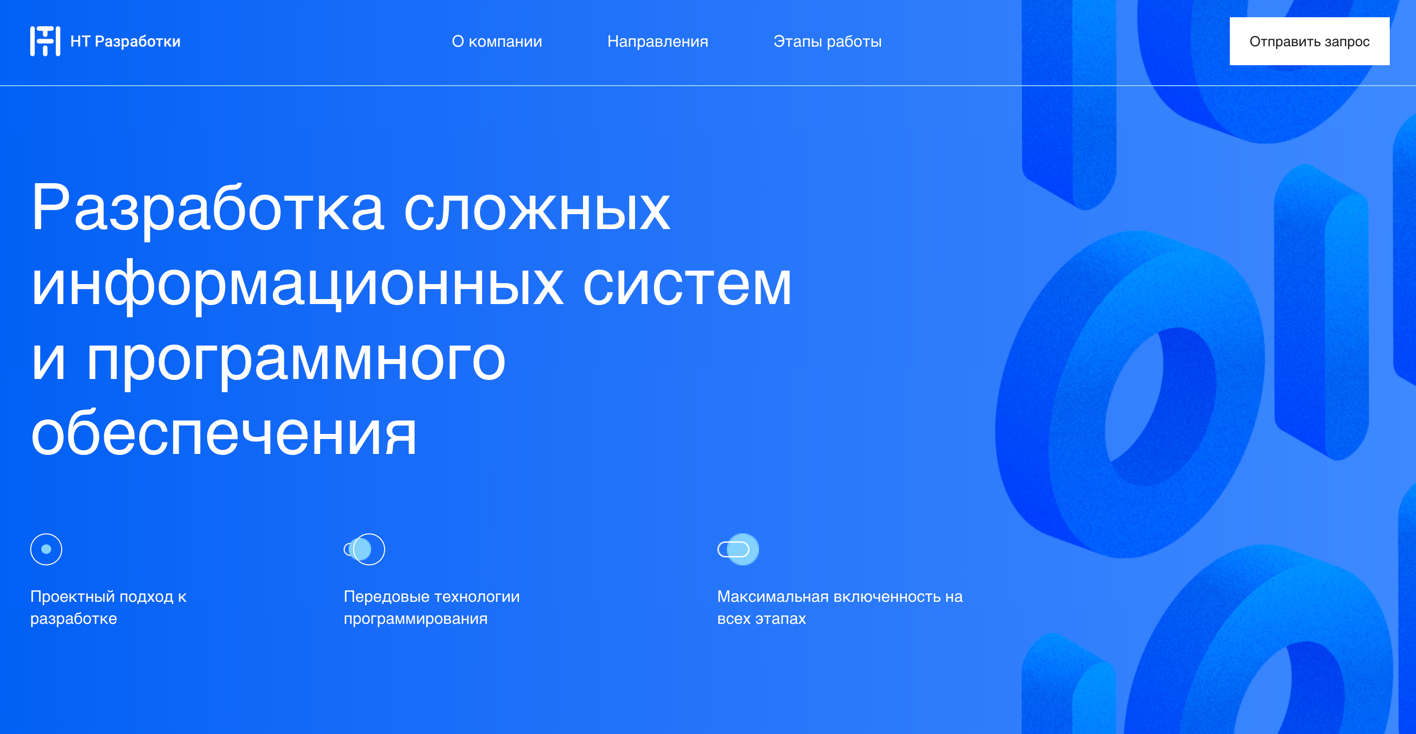 НТ Разработки
О компании
Направления
Этапы работы
Отправить запрос
Разработка сложных
информационных систем
и программного
обеспечения
Проектный подход к
разработке
Передовые технологии
программирования
Максимальная включенность на
всех этапах